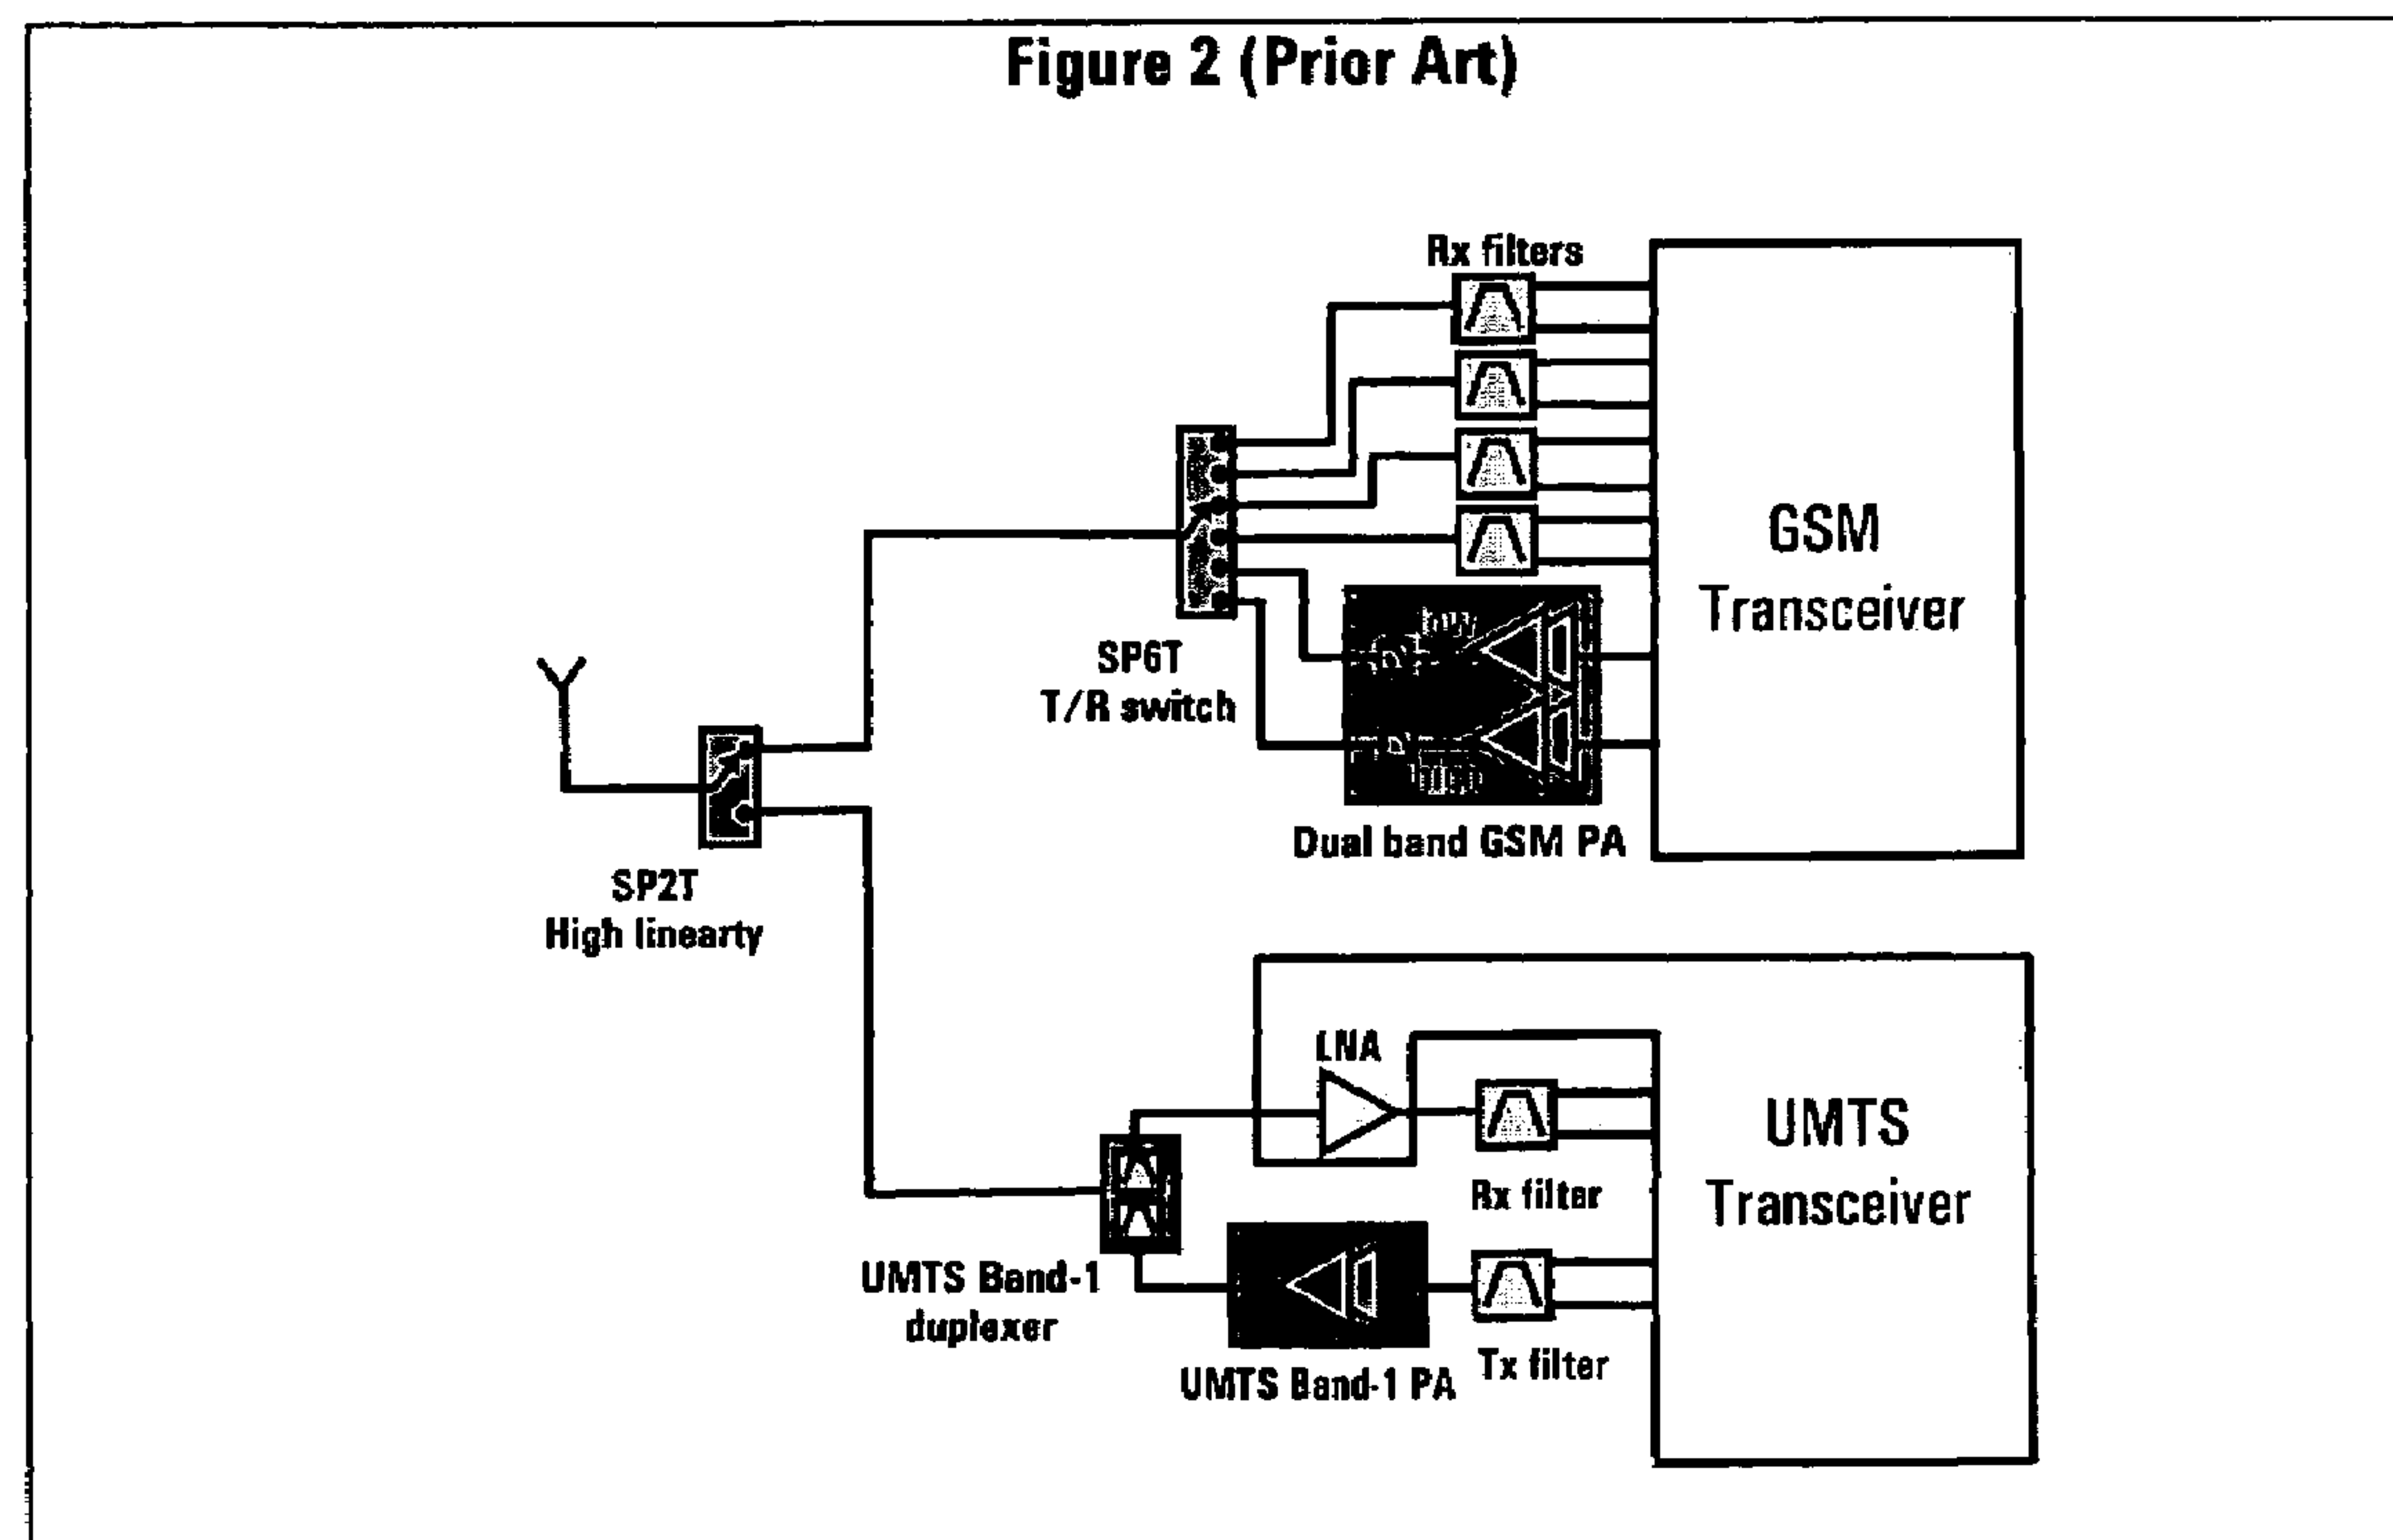 Figure 2 (Prior Art)
Rx filters
GSM
Transceiver
SP6T
T/R switch
Dual band GSM PA
SP2T
High linearty
LNA
UMTS
Transceiver
Rx filter
UMTS Band-1
duplexer
Tx filter
UMTS Band-1 PA